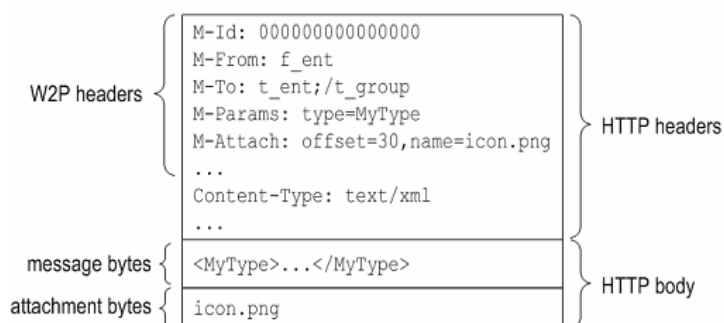 M-Id: 000000000000000
M-From: f_ent
M-To: t_ent;/t_group
W2P headers
M-Params: type=MyType
HTTP headers
M-Attach: offset=30,name=icon.png
...
Content-Type: text/xml
...
message bytes
<MyType>...</MyType>
HTTP body
attachment bytes
icon.png